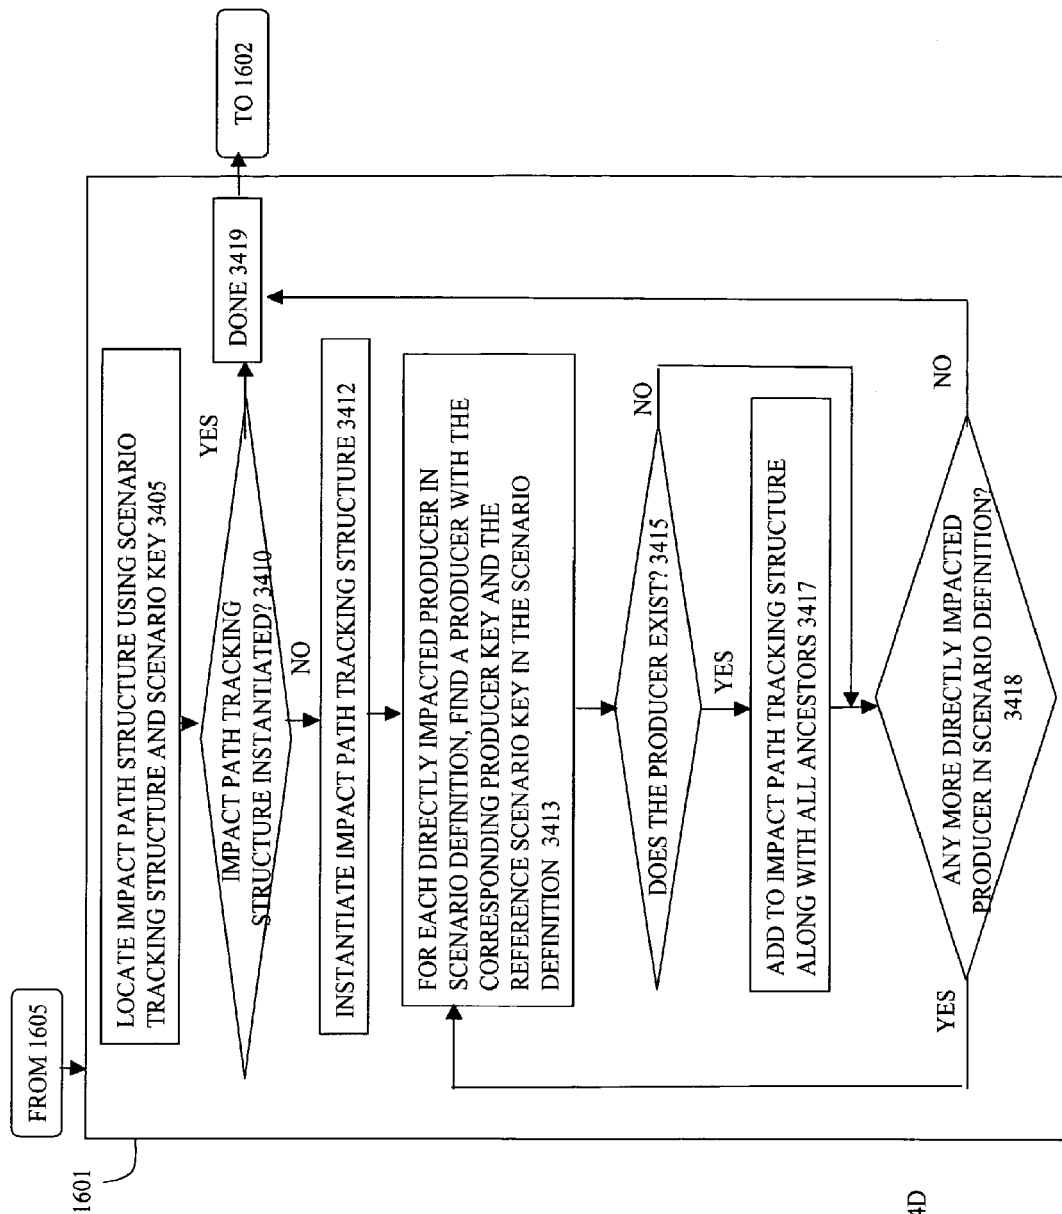 FROM 1605
1601
LOCATE IMPACT PATH STRUCTURE USING SCENARIO
TRACKING STRUCTURE AND SCENARIO KEY 3405
IMPACT PATH TRACKING
STRUCTURE INSTANTIATED? 3410
YES
DONE 3419
TO 1602
NO
INSTANTIATE IMPACT PATH TRACKING STRUCTURE 3412
FOR EACH DIRECTLY IMPACTED PRODUCER IN
SCENARIO DEFINITION, FIND A PRODUCER WITH THE
CORRESPONDING PRODUCER KEY AND THE
REFERENCE SCENARIO KEY IN THE SCENARIO
DEFINITION 3413
DOES THE PRODUCER EXIST? 3415
NO
YES
ADD TO IMPACT PATH TRACKING STRUCTURE
ALONG WITH ALL ANCESTORS 3417
ANY MORE DIRECTLY IMPACTED
PRODUCER IN SCENARIO DEFINITION?
3418
YES
NO
4D